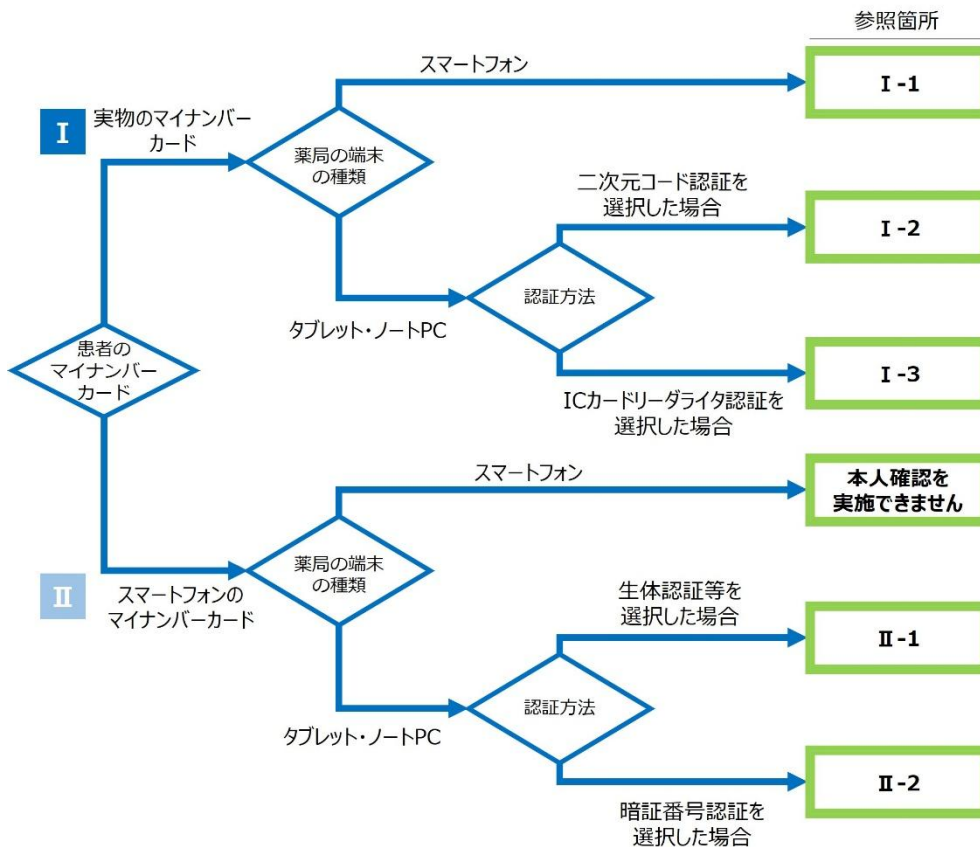 参照箇所
スマートフォン
Ⅰ-1
Ⅰ
実物のマイナンバー
カード
薬局の端末
の種類
二次元コード認証を
選択した場合
Ⅰ-2
タブレット・ノートPC
認証方法
患者の
マイナンバー
カード
Ⅰ-3
ICカードリーダライタ認証を
選択した場合
スマートフォン
本人確認を
実施できません
薬局の端末
の種類
Ⅱ
スマートフォンの
マイナンバーカード
生体認証等を
選択した場合
Ⅱ-1
タブレット・ノートPC
認証方法
Ⅱ-2
暗証番号認証を
選択した場合